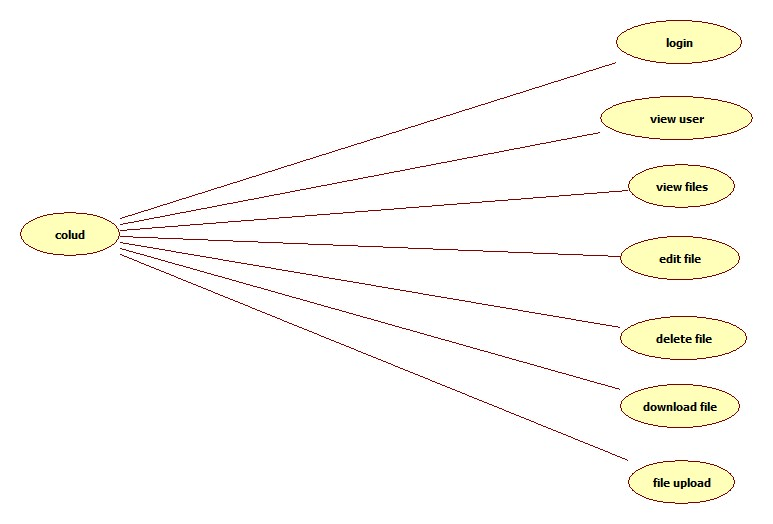 login
view user
view files
colud
edit file
delete file
download file
file upload